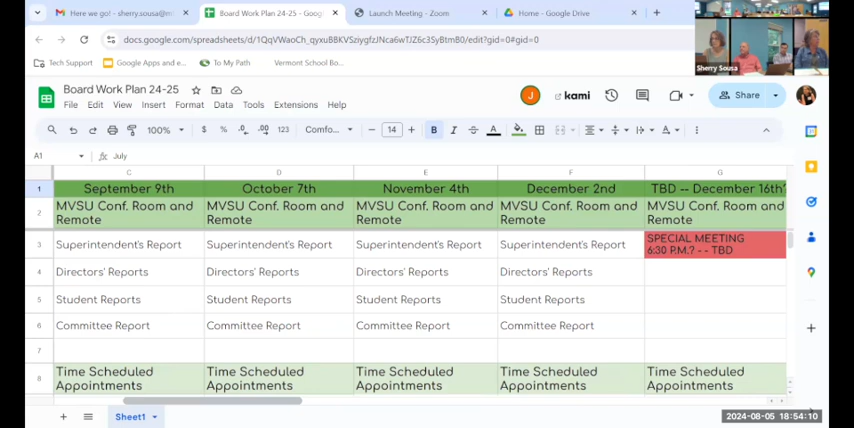 Here we go! - sherry.sousa@m
Board Work Plan 24-25 - Googl
Launch Meeting - Zoom
Home - Google Drive
docs.google.com/spreadsheets/d/1QqVWaoCh_qyxuBBKVSziygfzJNca6wTJZ6c3SyBtmB0/edit?gid=0#gid=0
Tech Support
Google Apps and e...
To My Path
Vermont School Bo...
Sherry Sousa
Board Work Plan 24-25
File Edit View Insert Format Data Tools Extensions Help
J
kami
Share
100% $ % .0 .00 123 Comfo... 14 B I A
A1 fx July
C D E F G
1 September 9th October 7th November 4th December 2nd TBD -- December 16th?
2 MVSU Conf. Room and Remote MVSU Conf. Room and Remote MVSU Conf. Room and Remote MVSU Conf. Room and Remote MVSU Conf. Room and Remote
3 Superintendent's Report Superintendent's Report Superintendent's Report Superintendent's Report SPECIAL MEETING 6:30 P.M.? - - TBD
4 Directors' Reports Directors' Reports Directors' Reports Directors' Reports
5 Student Reports Student Reports Student Reports Student Reports
6 Committee Report Committee Report Committee Report Committee Report
7
8 Time Scheduled Appointments Time Scheduled Appointments Time Scheduled Appointments Time Scheduled Appointments Time Scheduled Appointments
Sheet1
2024-08-05 18:54:10